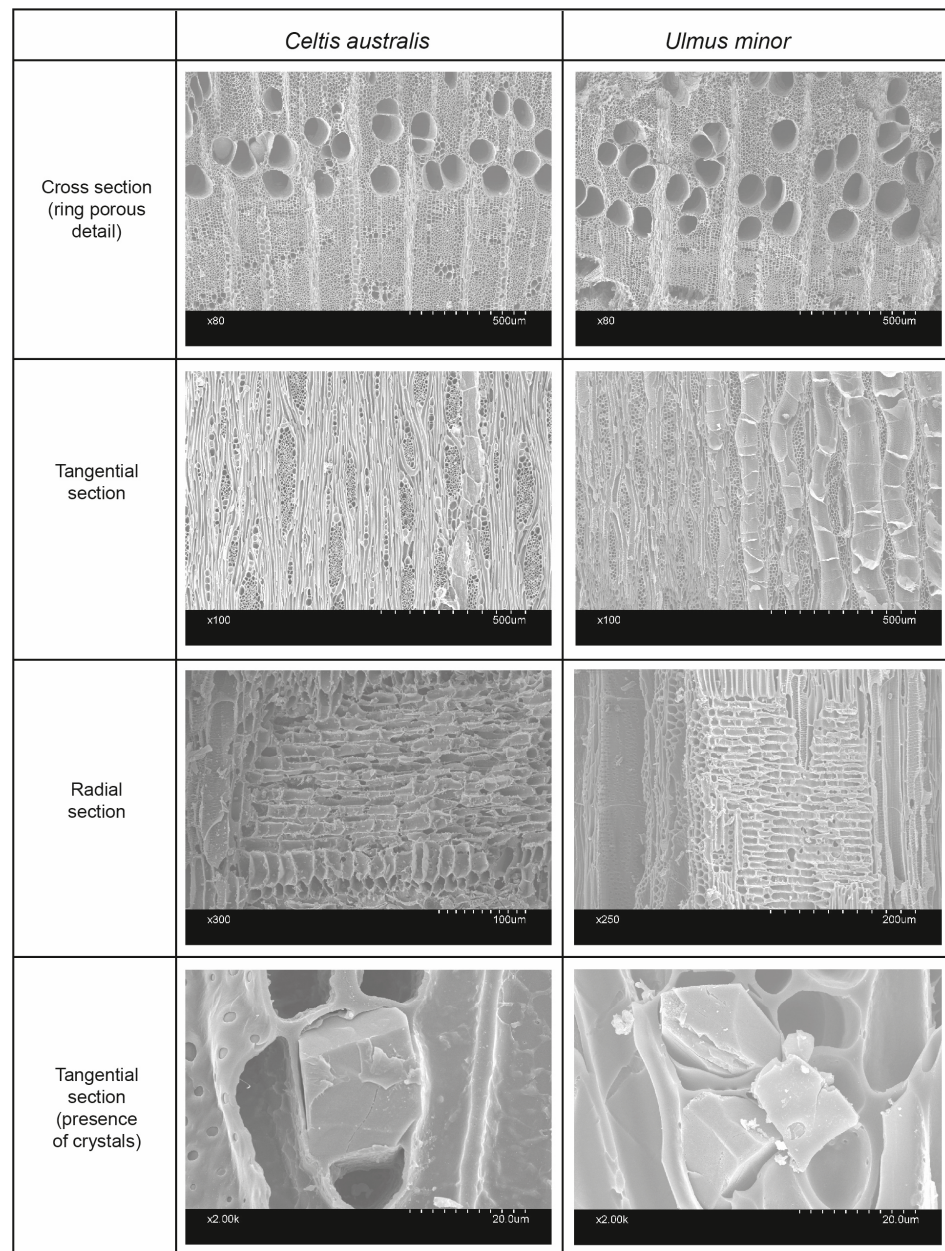 Celtis australis
Ulmus minor
Cross section
(ring porous
detail)
x80
500um
x80
500um
Tangential
section
x100
500um
x100
500um
Radial
section
x300
100um
x250
200um
Tangential
section
(presence
of crystals)
x2.00k
20.0um
x2.00k
20.0um